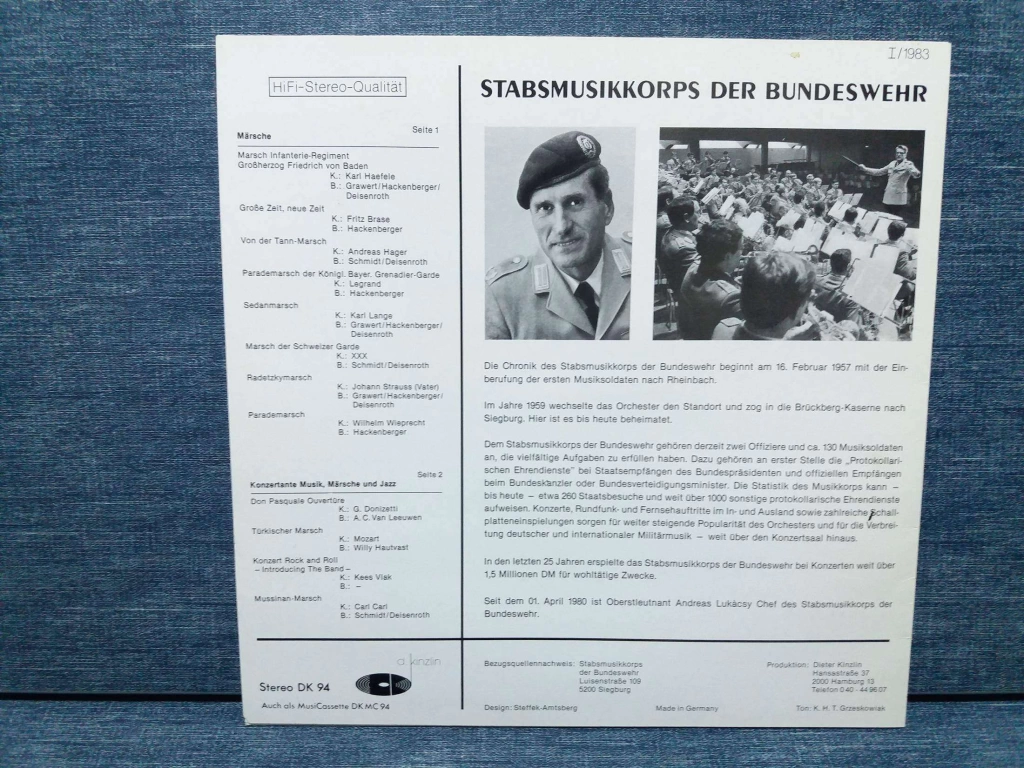 I/1983
HiFi-Stereo-Qualität
Seite 1
Märsche
Marsch Infanterie-Regiment
Großherzog Friedrich von Baden
K.: Karl Haefele
B.: Grawert/Hackenberger/
Deisenroth
Große Zeit, neue Zeit
K.: Fritz Brase
B.: Hackenberger
Von der Tann-Marsch
K.: Andreas Hager
B.: Schmidt/Deisenroth
Parademarsch der Königl. Bayer. Grenadier-Garde
K.: Legrand
B.: Hackenberger
Sedanmarsch
K.: Karl Lange
B.: Grawert/Hackenberger/
Deisenroth
Marsch der Schweizer Garde
K.: XXX
B.: Schmidt/Deisenroth
Radetzkymarsch
K.: Johann Strauss (Vater)
B.: Grawert/Hackenberger/
Deisenroth
Parademarsch
K.: Wilhelm Wieprecht
B.: Hackenberger
Seite 2
Konzertante Musik, Märsche und Jazz
Don Pasquale Ouvertüre
K.: G. Donizetti
B.: A. C. Van Leeuwen
Türkischer Marsch
K.: Mozart
B.: Willy Hautvast
Konzert Rock and Roll
– Introducing The Band –
K.: Kees Vlak
B.: –
Mussinan-Marsch
K.: Carl Carl
B.: Schmidt/Deisenroth
d. kinzlin
Stereo DK 94
Auch als MusiCassette DK MC 94
STABSMUSIKKORPS DER BUNDESWEHR
Die Chronik des Stabsmusikkorps der Bundeswehr beginnt am 16. Februar 1957 mit der Ein-
berufung der ersten Musiksoldaten nach Rheinbach.
Im Jahre 1959 wechselte das Orchester den Standort und zog in die Brückberg-Kaserne nach
Siegburg. Hier ist es bis heute beheimatet.
Dem Stabsmusikkorps der Bundeswehr gehören derzeit zwei Offiziere und ca. 130 Musiksoldaten
an, die vielfältige Aufgaben zu erfüllen haben. Dazu gehören an erster Stelle die „Protokollari-
schen Ehrendienste" bei Staatsempfängen des Bundespräsidenten und offiziellen Empfängen
beim Bundeskanzler oder Bundesverteidigungsminister. Die Statistik des Musikkorps kann –
bis heute – etwa 260 Staatsbesuche und weit über 1000 sonstige protokollarische Ehrendienste
aufweisen. Konzerte, Rundfunk- und Fernsehauftritte im In- und Ausland sowie zahlreiche Schall-
platteneinspielungen sorgen für weiter steigende Popularität des Orchesters und für die Verbrei-
tung deutscher und internationaler Militärmusik – weit über den Konzertsaal hinaus.
In den letzten 25 Jahren erspielte das Stabsmusikkorps der Bundeswehr bei Konzerten weit über
1,5 Millionen DM für wohltätige Zwecke.
Seit dem 01. April 1980 ist Oberstleutnant Andreas Lukácsy Chef des Stabsmusikkorps der
Bundeswehr.
Bezugsquellennachweis: Stabsmusikkorps
der Bundeswehr
Luisenstraße 109
5200 Siegburg
Produktion: Dieter Kinzlin
Hansastraße 37
2000 Hamburg 13
Telefon 040 - 44 96 07
Design: Steffek-Amtsberg
Made in Germany
Ton: K. H. T. Grzeskowiak